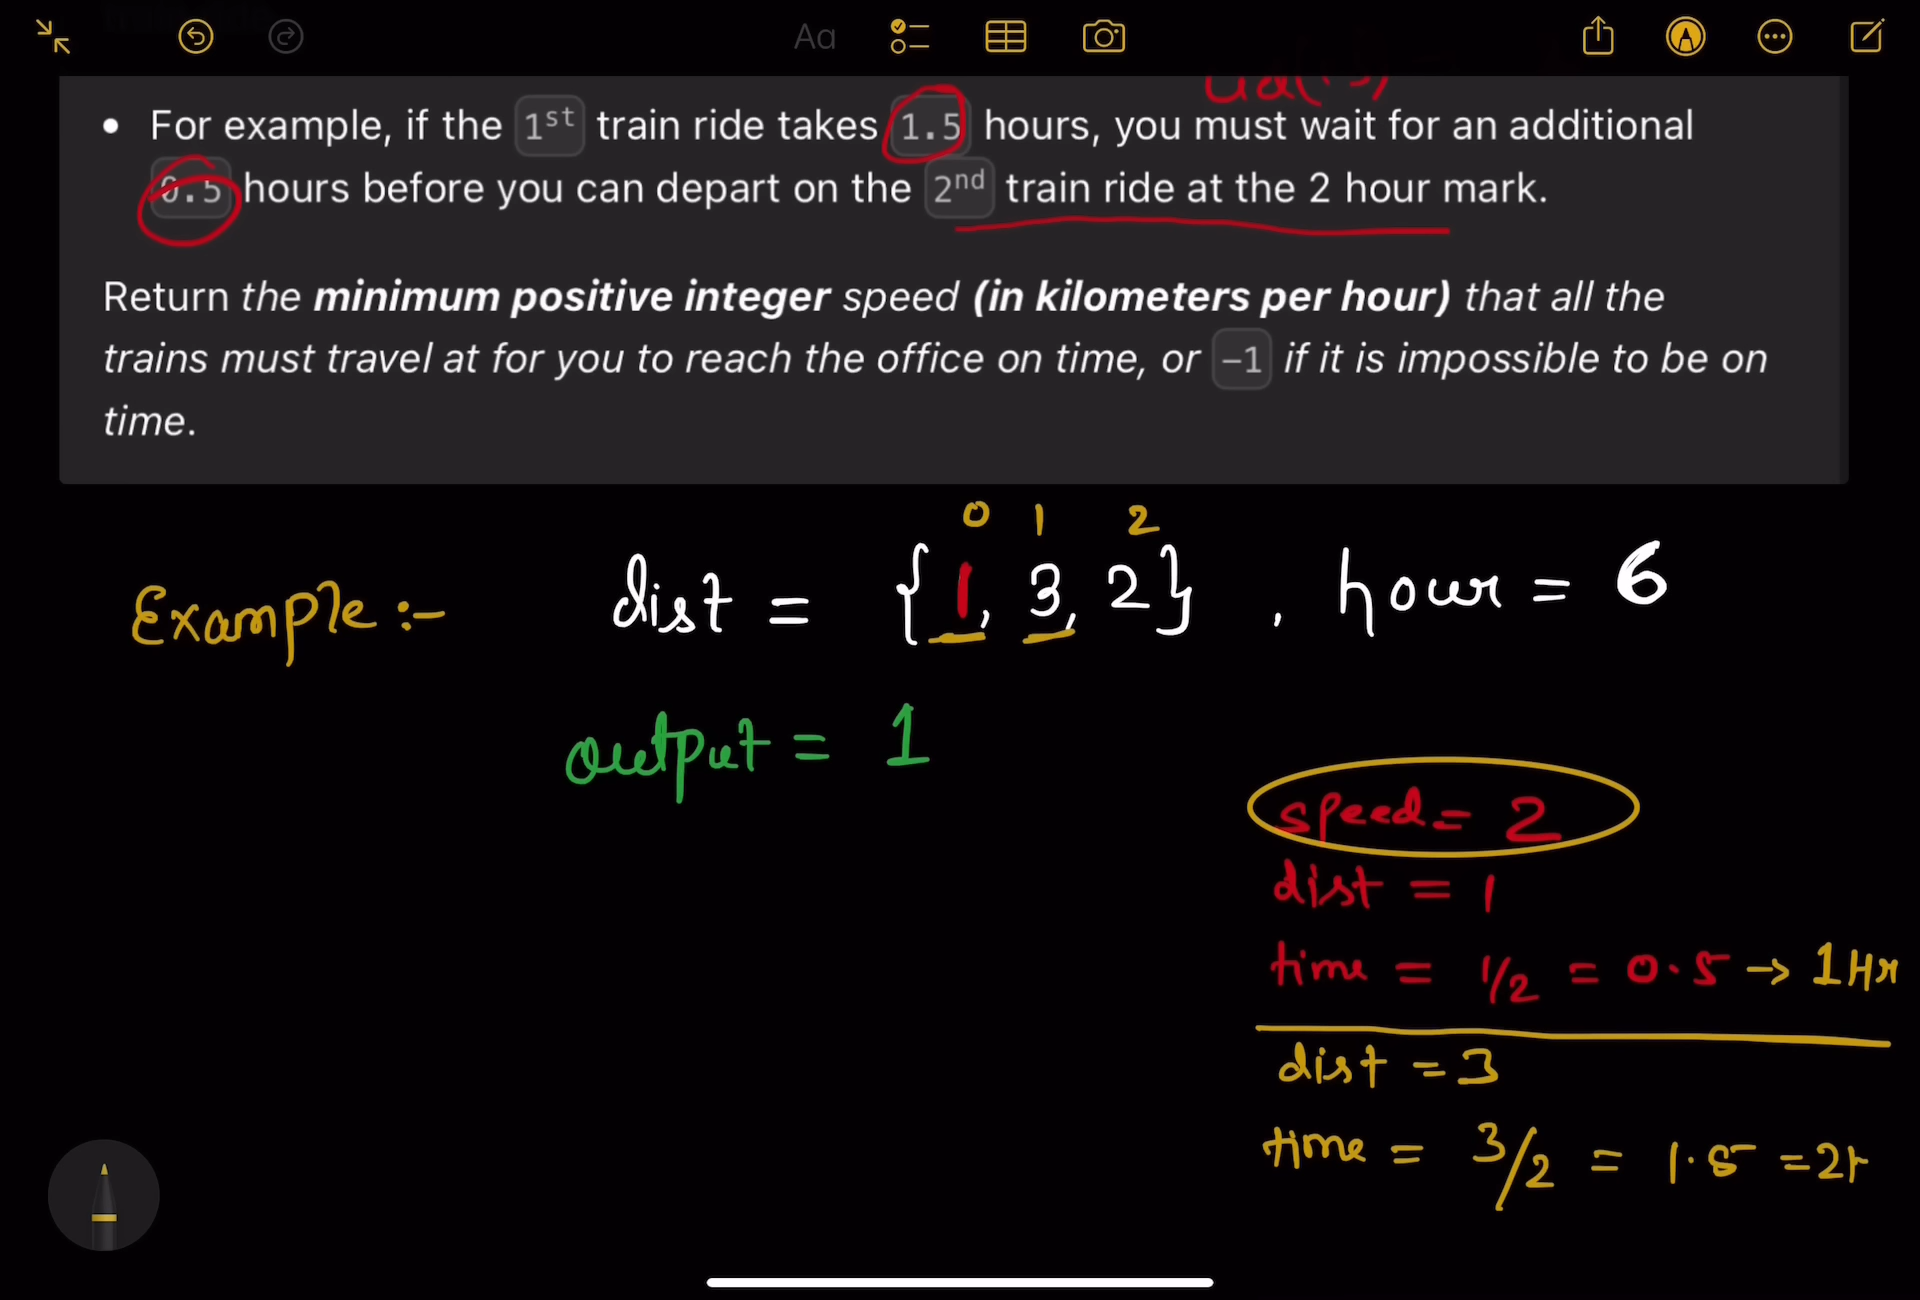 Aa
• For example, if the 1st train ride takes 1.5 hours, you must wait for an additional
0.5 hours before you can depart on the 2nd train ride at the 2 hour mark.
Return the minimum positive integer speed (in kilometers per hour) that all the
trains must travel at for you to reach the office on time, or -1 if it is impossible to be on
time.
0 1 2
Example :- dist = {1, 3, 2} , hour = 6
output = 1
speed = 2
dist = 1
time = 1/2 = 0.5 → 1 Hr
dist = 3
time = 3/2 = 1.5 = 2